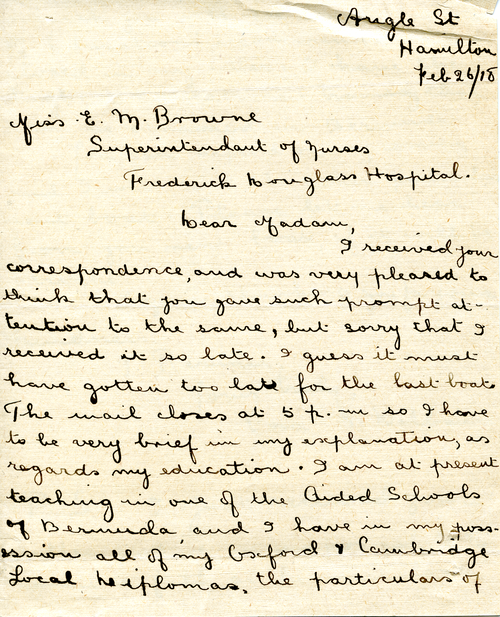 Angle St
Hamilton
Feb 26/18
Miss E. M. Browne
Superintendant of Nurses
Frederick Douglass Hospital.
Dear Madam,
I received your
correspondence, and was very pleased to
think that you gave such prompt at-
tention to the same, but sorry that I
received it so late. I guess it must
have gotten too late for the last boat
The mail closes at 5 p.m so I have
to be very brief in my explanation, as
regards my education. I am at present
teaching in one of the Aided Schools
of Bermuda, and I have in my poss-
ession all of my Oxford & Cambridge
Local Diplomas, the particulars of